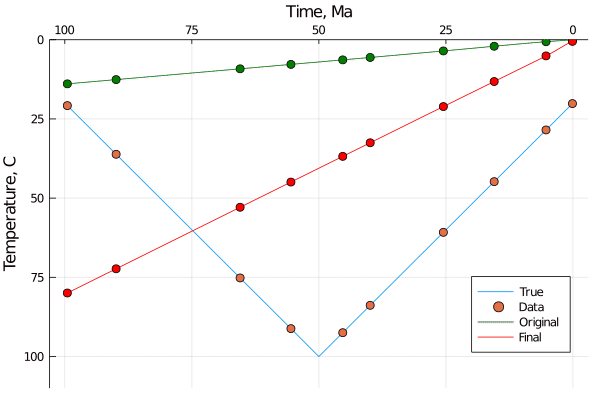 Time, Ma
100 75 50 25 0
0
25
50
75
100
Temperature, C
True
Data
Original
Final